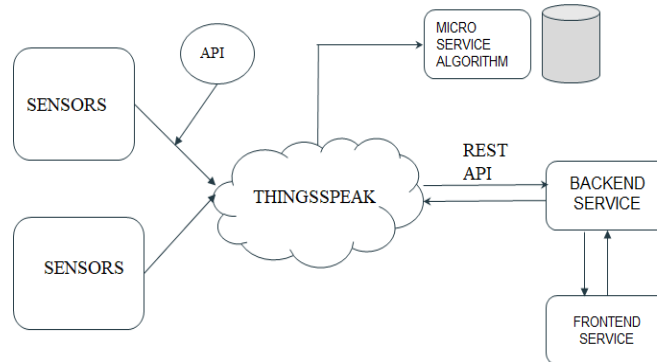 MICRO
SERVICE
ALGORITHM
API
SENSORS
REST
API
THINGSSPEAK
BACKEND
SERVICE
SENSORS
FRONTEND
SERVICE